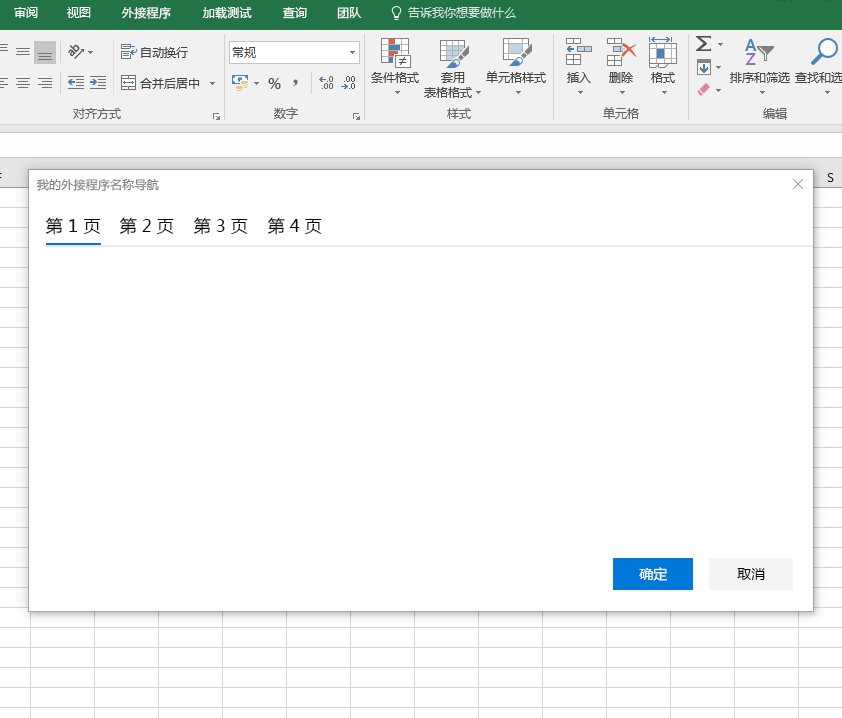 审阅 视图 外接程序 加载测试 查询 团队 告诉我你想要做什么
自动换行 常规
合并后居中 % , .0 .00 .00 .0
条件格式 套用 表格格式 单元格样式 插入 删除 格式 排序和筛选 查找和选
对齐方式 数字 样式 单元格 编辑
S
我的外接程序名称导航
第 1 页 第 2 页 第 3 页 第 4 页
确定 取消